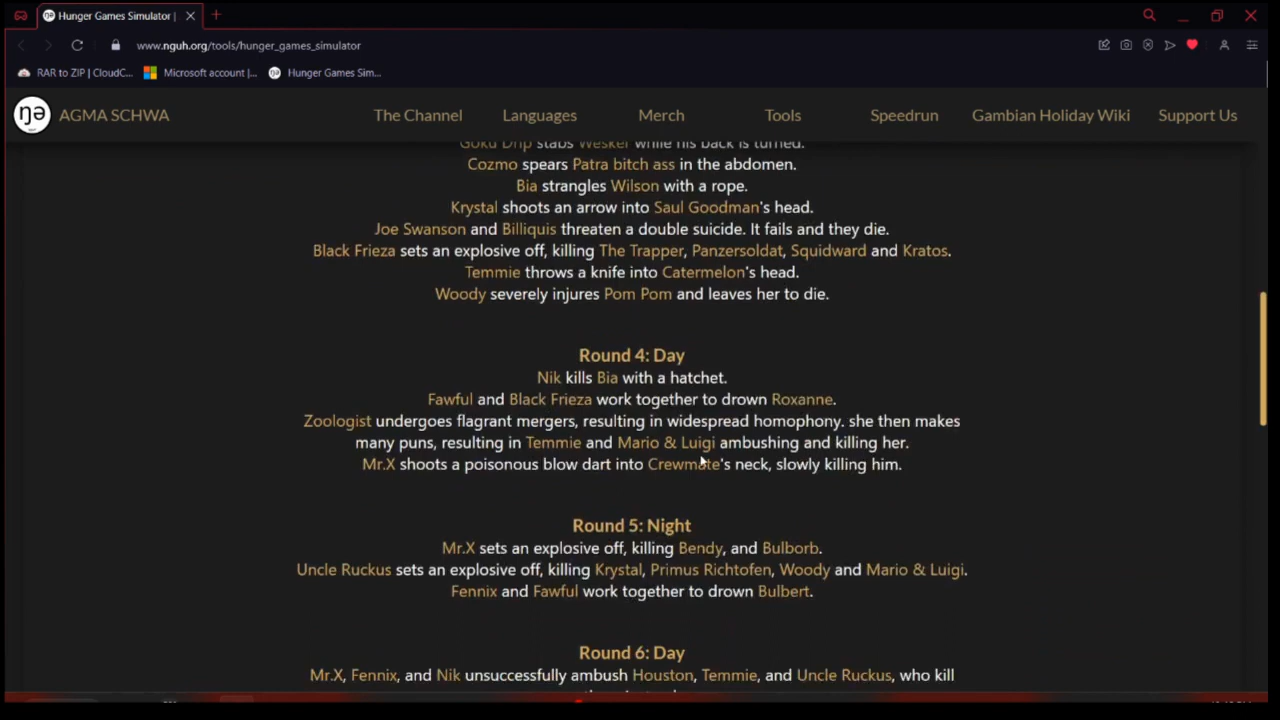 Hunger Games Simulator |
www.nguh.org/tools/hunger_games_simulator
RAR to ZIP | CloudC... Microsoft account |... Hunger Games Sim...
ŋə AGMA SCHWA The Channel Languages Merch Tools Speedrun Gambian Holiday Wiki Support Us
Goku Drip stabs Wesker while his back is turned.
Cozmo spears Patra bitch ass in the abdomen.
Bia strangles Wilson with a rope.
Krystal shoots an arrow into Saul Goodman's head.
Joe Swanson and Billiquis threaten a double suicide. It fails and they die.
Black Frieza sets an explosive off, killing The Trapper, Panzersoldat, Squidward and Kratos.
Temmie throws a knife into Catermelon's head.
Woody severely injures Pom Pom and leaves her to die.
Round 4: Day
Nik kills Bia with a hatchet.
Fawful and Black Frieza work together to drown Roxanne.
Zoologist undergoes flagrant mergers, resulting in widespread homophony. she then makes
many puns, resulting in Temmie and Mario & Luigi ambushing and killing her.
Mr.X shoots a poisonous blow dart into Crewmate's neck, slowly killing him.
Round 5: Night
Mr.X sets an explosive off, killing Bendy, and Bulborb.
Uncle Ruckus sets an explosive off, killing Krystal, Primus Richtofen, Woody and Mario & Luigi.
Fennix and Fawful work together to drown Bulbert.
Round 6: Day
Mr.X, Fennix, and Nik unsuccessfully ambush Houston, Temmie, and Uncle Ruckus, who kill